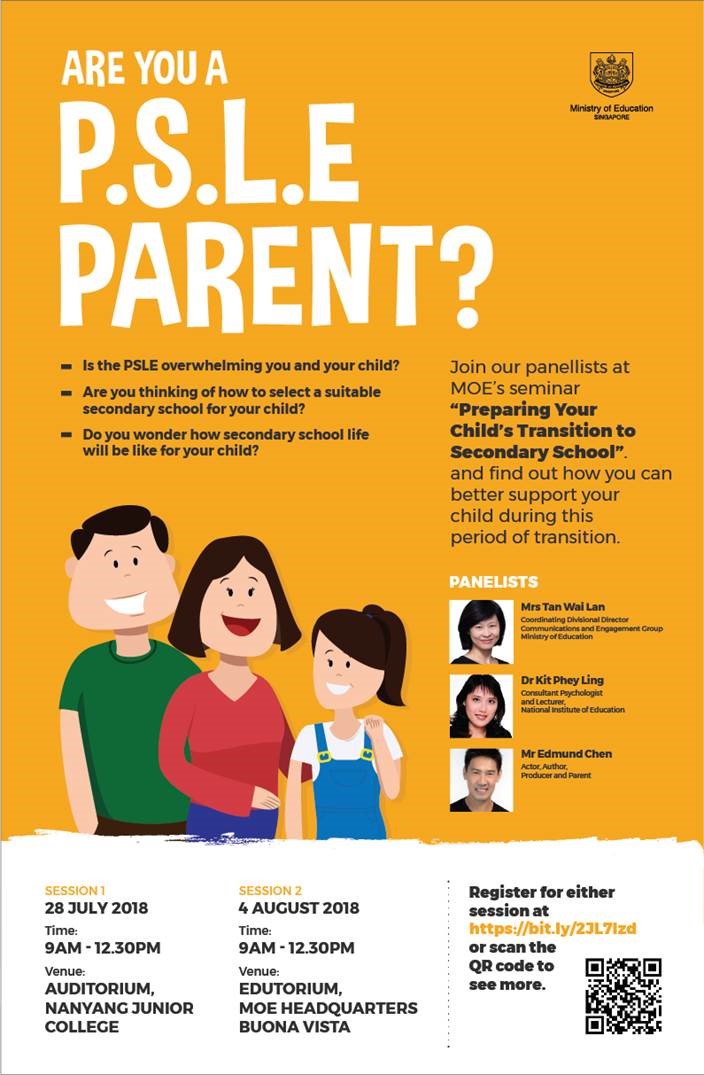 ARE YOU A
P.S.L.E
PARENT?
Ministry of Education
SINGAPORE
Is the PSLE overwhelming you and your child?
Are you thinking of how to select a suitable
secondary school for your child?
Do you wonder how secondary school life
will be like for your child?
Join our panellists at
MOE's seminar
"Preparing Your
Child's Transition to
Secondary School".
and find out how you can
better support your
child during this
period of transition.
PANELISTS
Mrs Tan Wai Lan
Coordinating Divisional Director
Communications and Engagement Group
Ministry of Education
Dr Kit Phey Ling
Consultant Psychologist
and Lecturer,
National Institute of Education
Mr Edmund Chen
Actor, Author,
Producer and Parent
SESSION 1
28 JULY 2018
Time:
9AM - 12.30PM
Venue:
AUDITORIUM,
NANYANG JUNIOR
COLLEGE
SESSION 2
4 AUGUST 2018
Time:
9AM - 12.30PM
Venue:
EDUTORIUM,
MOE HEADQUARTERS
BUONA VISTA
Register for either
session at
https://bit.ly/2JL7Izd
or scan the
QR code to
see more.